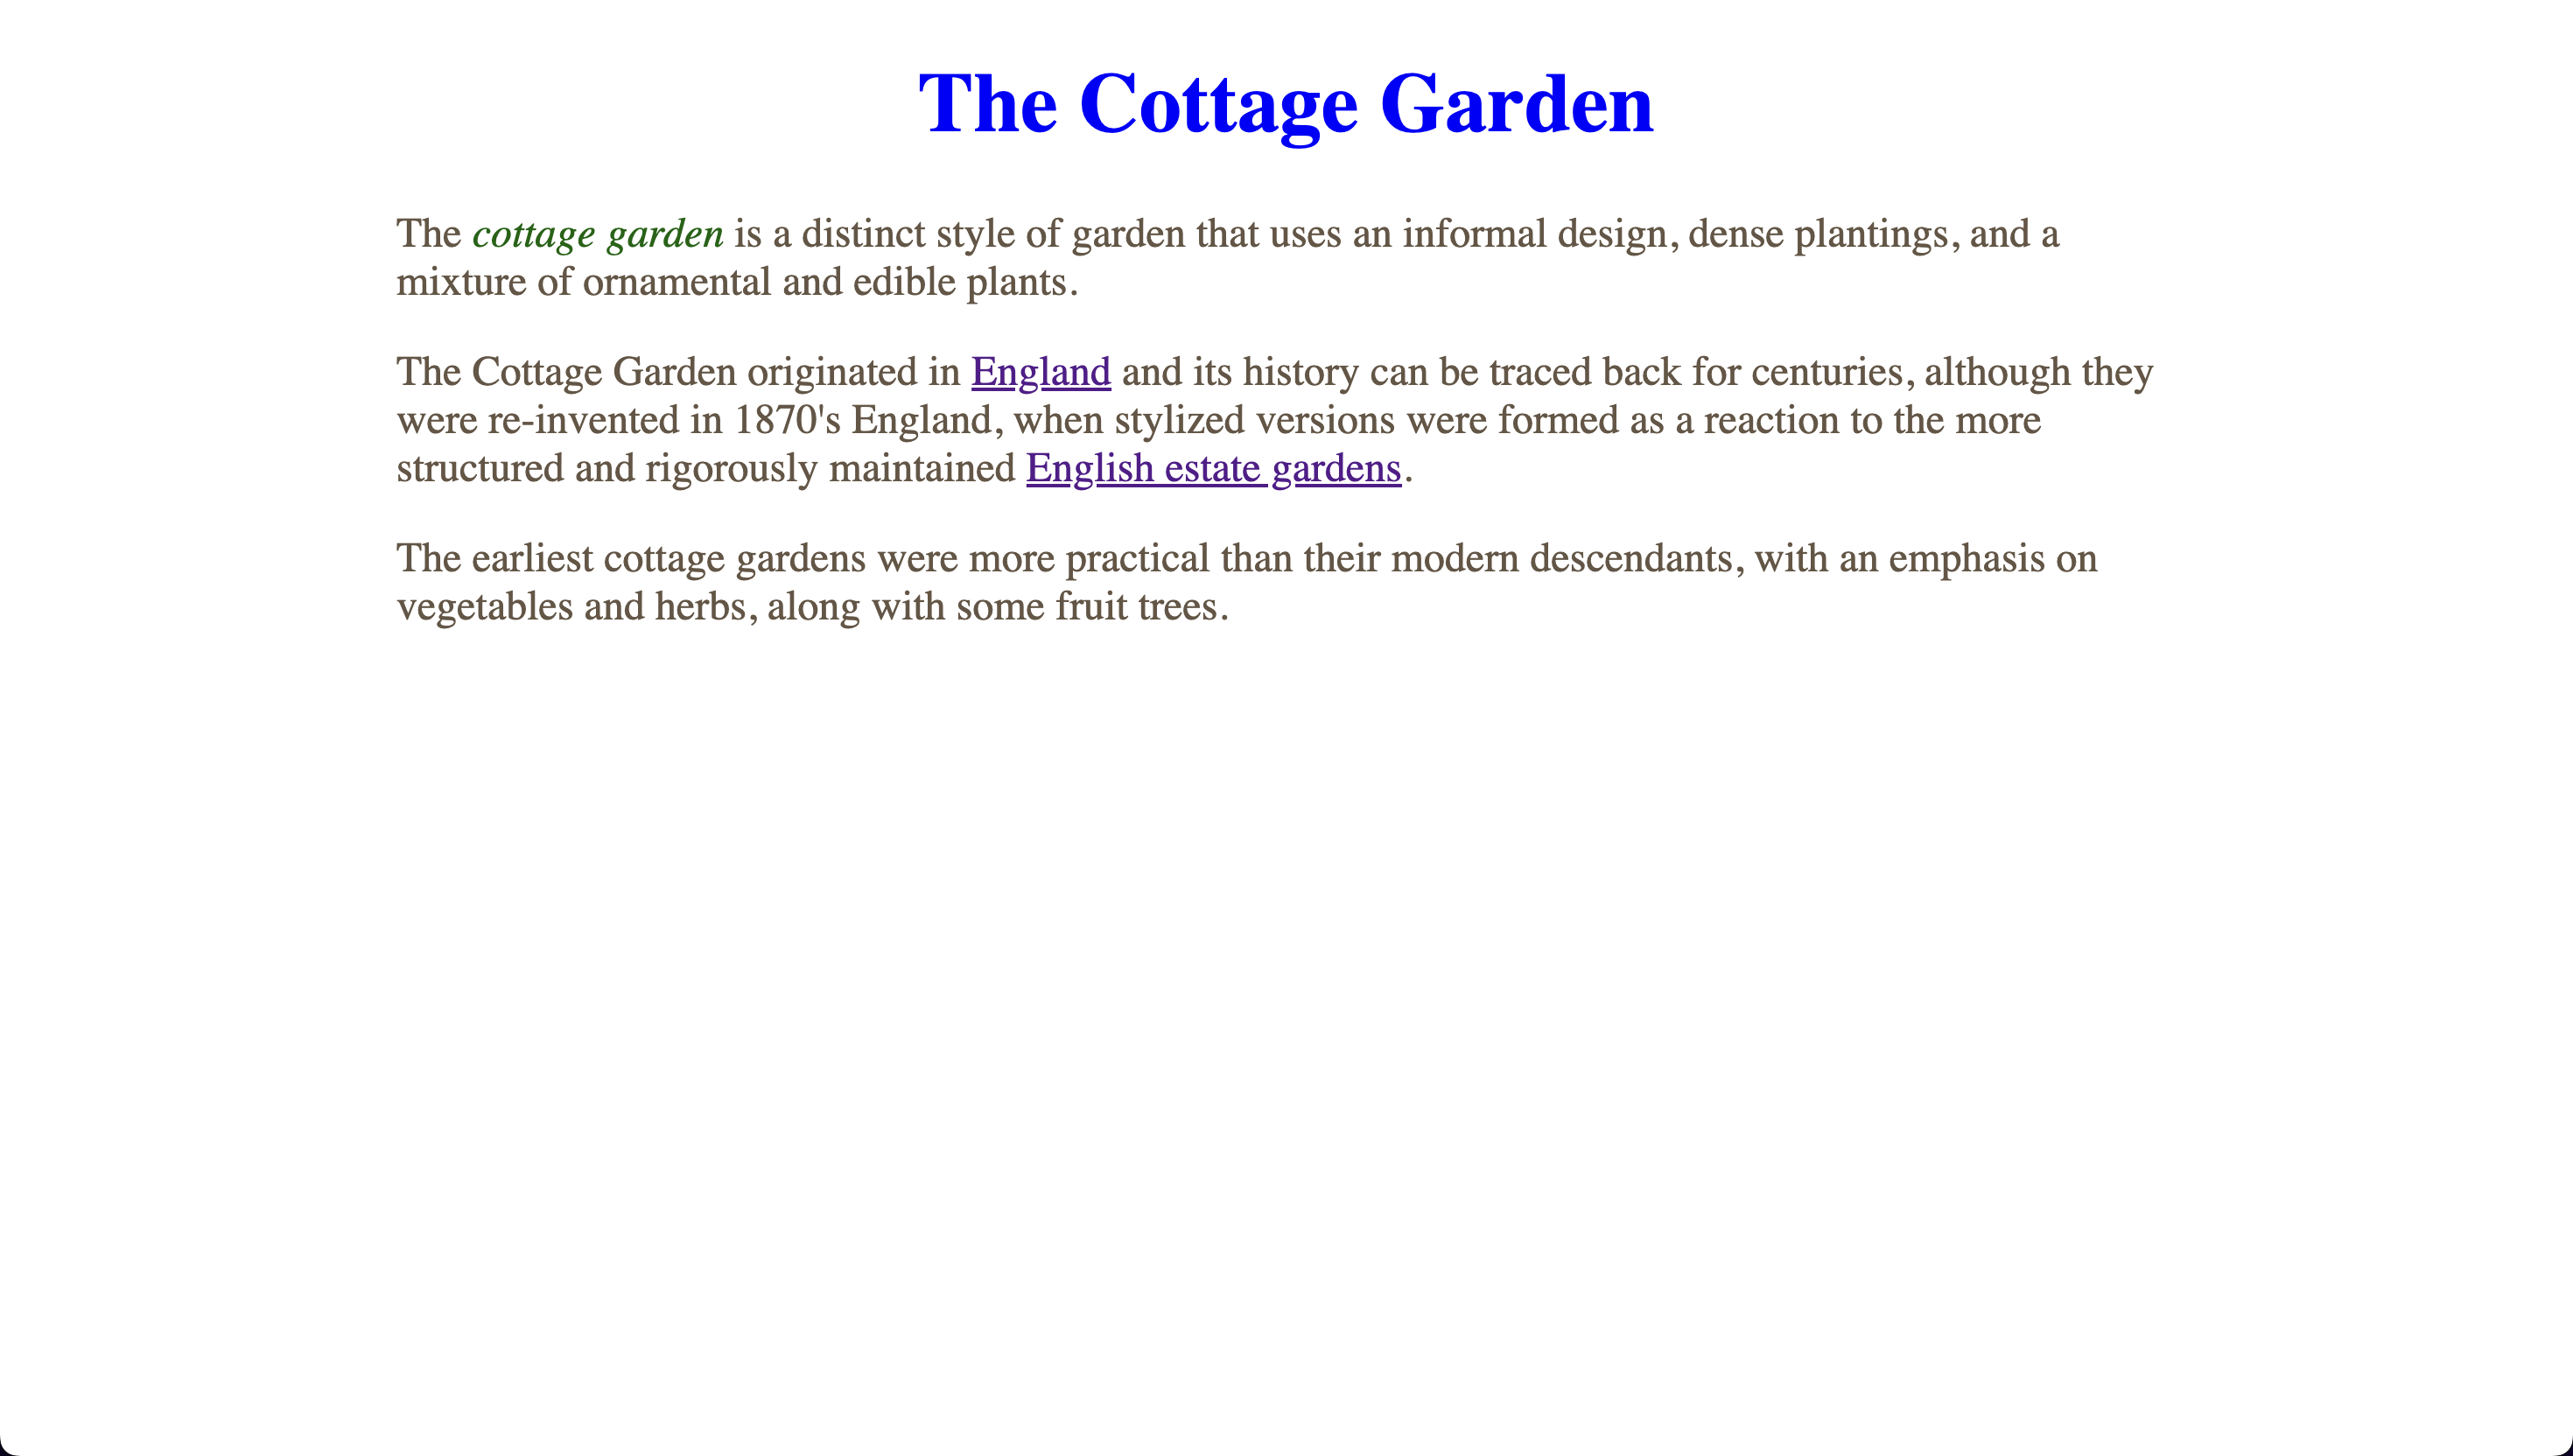 The Cottage Garden
The cottage garden is a distinct style of garden that uses an informal design, dense plantings, and a
mixture of ornamental and edible plants.
The Cottage Garden originated in England and its history can be traced back for centuries, although they
were re-invented in 1870's England, when stylized versions were formed as a reaction to the more
structured and rigorously maintained English estate gardens.
The earliest cottage gardens were more practical than their modern descendants, with an emphasis on
vegetables and herbs, along with some fruit trees.